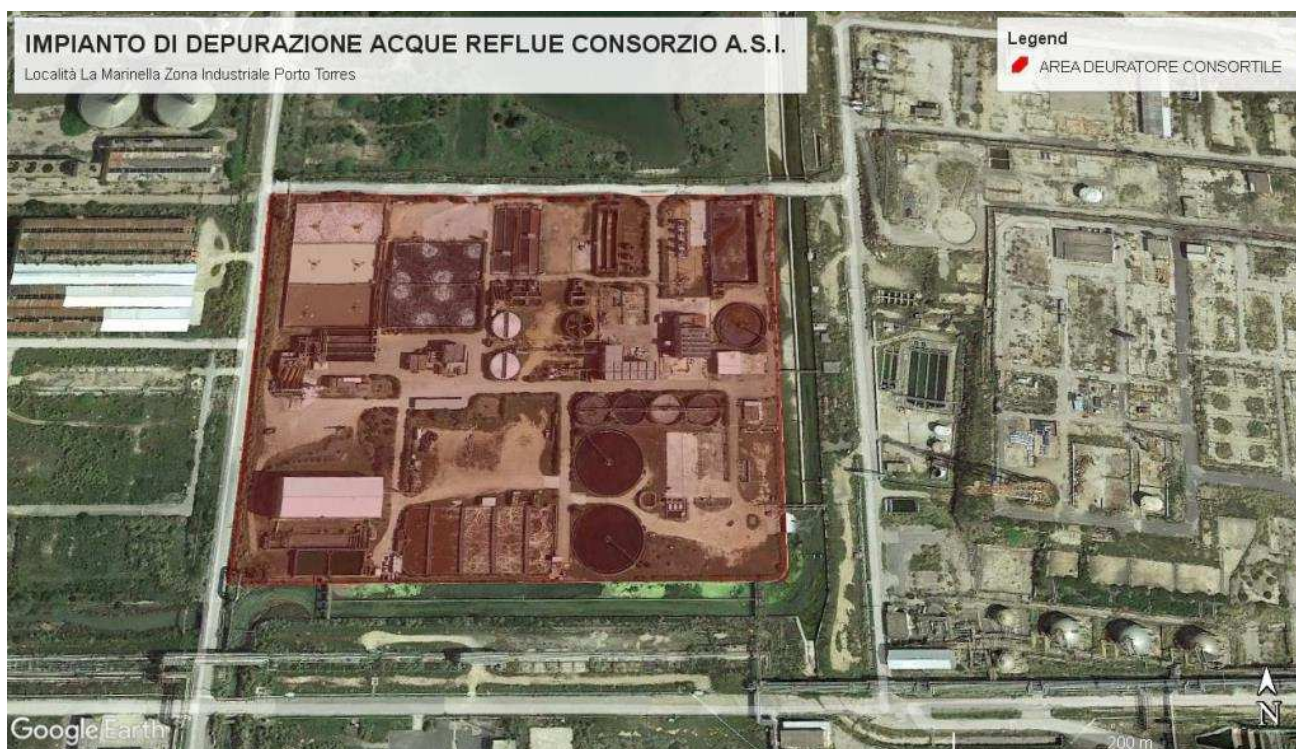 IMPIANTO DI DEPURAZIONE ACQUE REFLUE CONSORZIO A.S.I.
Località La Marinella Zona Industriale Porto Torres
Legend
AREA DEURATORE CONSORTILE
Google Earth
N
200 m